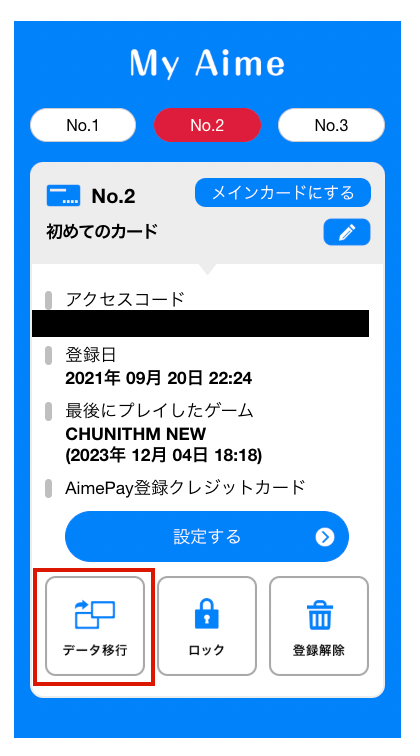 My Aime
No.1
No.2
No.3
No.2
メインカードにする
初めてのカード
アクセスコード
登録日
2021年 09月 20日 22:24
最後にプレイしたゲーム
CHUNITHM NEW
(2023年 12月 04日 18:18)
AimePay登録クレジットカード
設定する
データ移行
ロック
登録解除